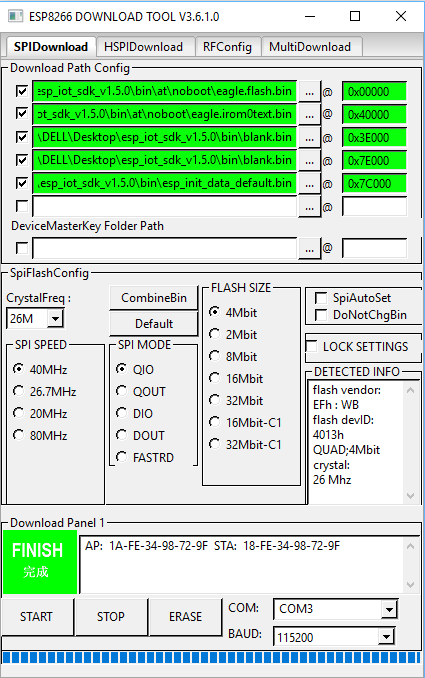 ESP8266 DOWNLOAD TOOL V3.6.1.0
SPIDownload HSPIDownload RFConfig MultiDownload
Download Path Config
esp_iot_sdk_v1.5.0\bin\at\noboot\eagle.flash.bin ... @ 0x00000
ot_sdk_v1.5.0\bin\at\noboot\eagle.irom0text.bin ... @ 0x40000
\DELL\Desktop\esp_iot_sdk_v1.5.0\bin\blank.bin ... @ 0x3E000
\DELL\Desktop\esp_iot_sdk_v1.5.0\bin\blank.bin ... @ 0x7E000
esp_iot_sdk_v1.5.0\bin\esp_init_data_default.bin ... @ 0x7C000
... @
DeviceMasterKey Folder Path
... @
SpiFlashConfig
CrystalFreq :
26M
CombineBin
Default
SPI SPEED
40MHz
26.7MHz
20MHz
80MHz
SPI MODE
QIO
QOUT
DIO
DOUT
FASTRD
FLASH SIZE
4Mbit
2Mbit
8Mbit
16Mbit
32Mbit
16Mbit-C1
32Mbit-C1
SpiAutoSet
DoNotChgBin
LOCK SETTINGS
DETECTED INFO
flash vendor:
EFh : WB
flash devID:
4013h
QUAD;4Mbit
crystal:
26 Mhz
Download Panel 1
FINISH
完成
AP: 1A-FE-34-98-72-9F STA: 18-FE-34-98-72-9F
START STOP ERASE
COM: COM3
BAUD: 115200